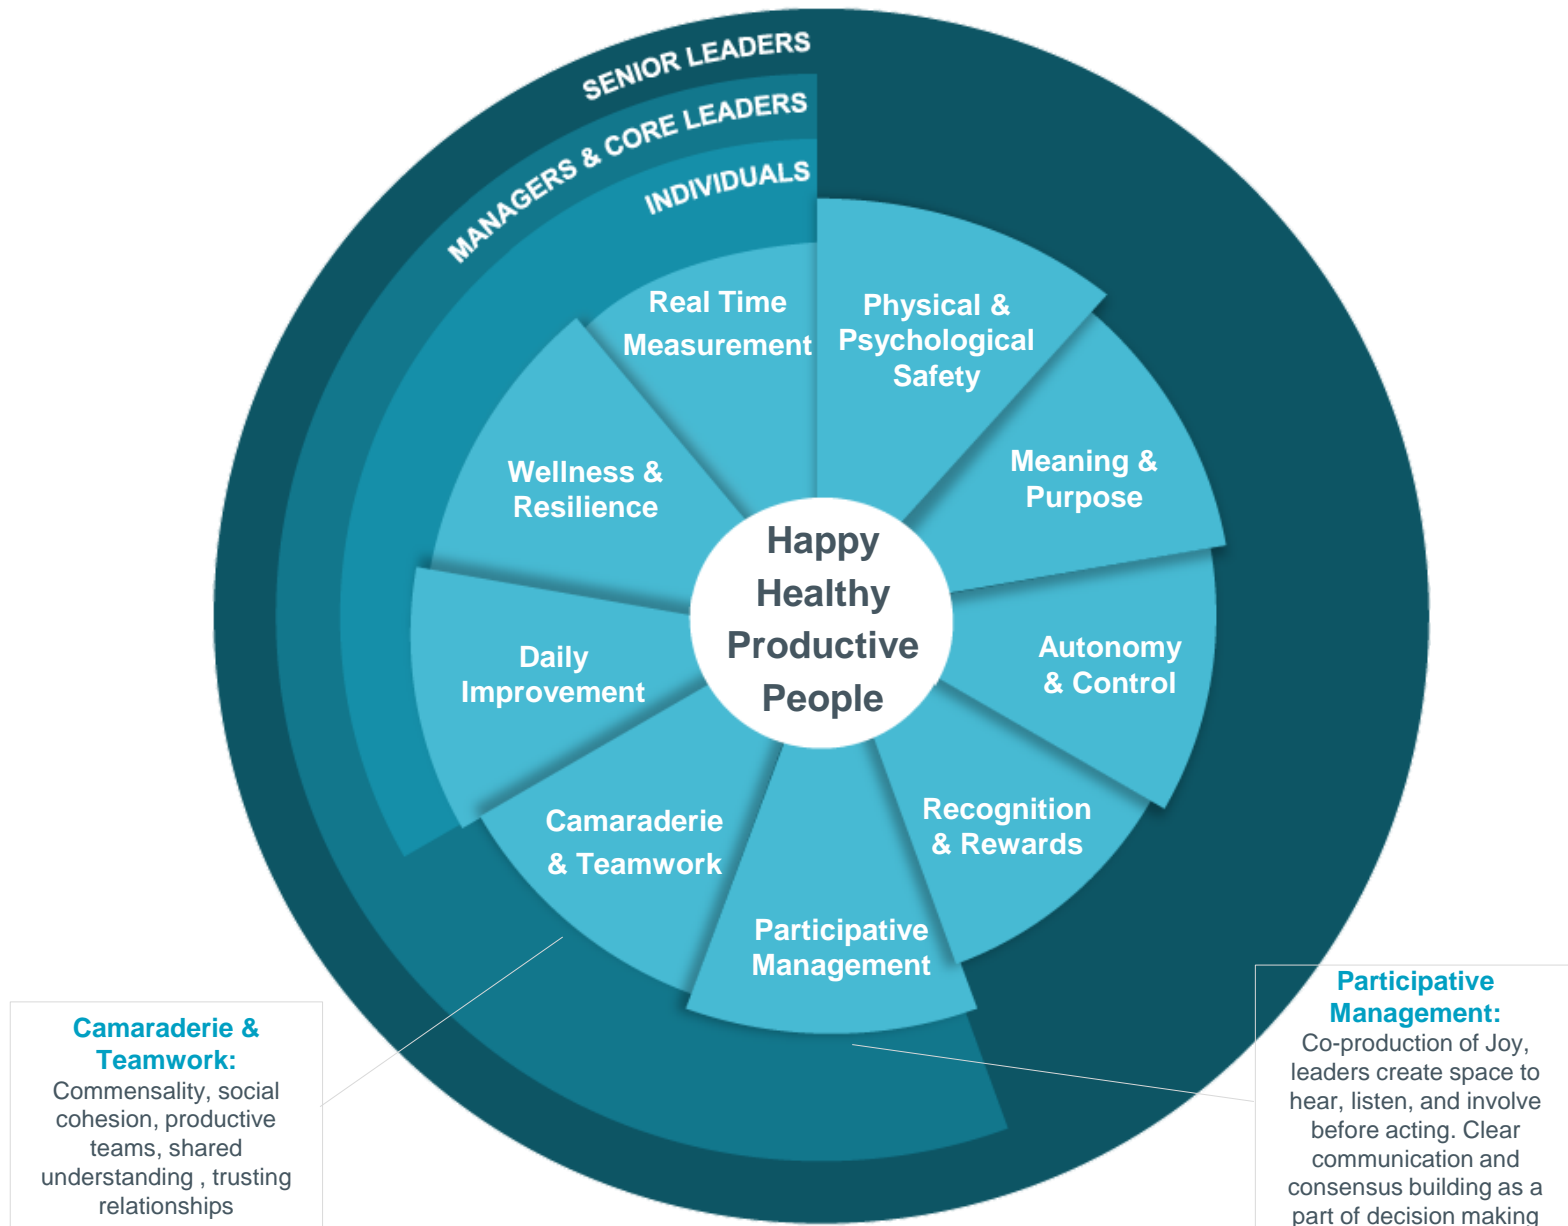 SENIOR LEADERS
MANAGERS & CORE LEADERS
INDIVIDUALS
Real Time
Measurement
Physical &
Psychological
Safety
Meaning &
Purpose
Wellness &
Resilience
Happy
Healthy
Productive
People
Autonomy
& Control
Daily
Improvement
Recognition
& Rewards
Camaraderie
& Teamwork
Participative
Management
Camaraderie &
Teamwork:
Commensality, social
cohesion, productive
teams, shared
understanding , trusting
relationships
Participative
Management:
Co-production of Joy,
leaders create space to
hear, listen, and involve
before acting. Clear
communication and
consensus building as a
part of decision making